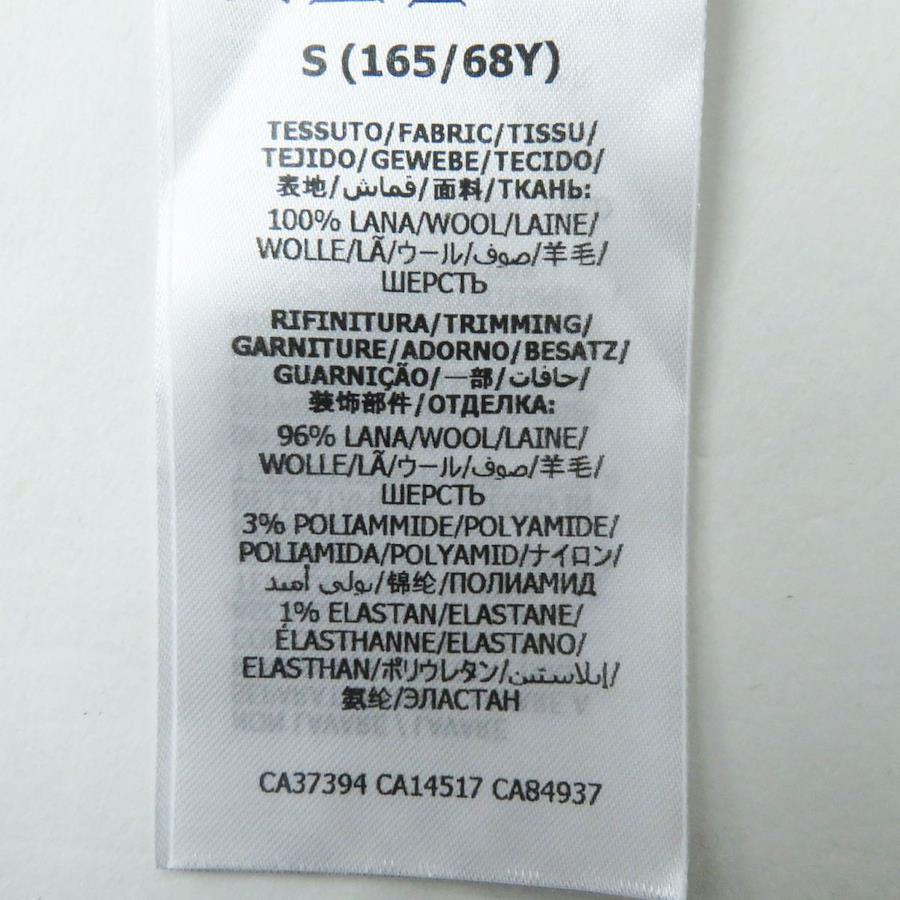 S (165/68Y)
TESSUTO/FABRIC/TISSU/
TEJIDO/GEWEBE/TECIDO/
表地/قماش/面料/ТКАНЬ:
100% LANA/WOOL/LAINE/
WOLLE/LÃ/ウール/صوف/羊毛/
ШЕРСТЬ
RIFINITURA/TRIMMING/
GARNITURE/ADORNO/BESATZ/
GUARNIÇÃO/一部/حافات/
装饰部件/ОТДЕЛКА:
96% LANA/WOOL/LAINE/
WOLLE/LÃ/ウール/صوف/羊毛/
ШЕРСТЬ
3% POLIAMMIDE/POLYAMIDE/
POLIAMIDA/POLYAMID/ナイロン/
بولي أميد/锦纶/ПОЛИАМИД
1% ELASTAN/ELASTANE/
ÉLASTHANNE/ELASTANO/
ELASTHAN/ポリウレタン/إيلاستين/
氨纶/ЭЛАСТАН
CA37394 CA14517 CA84937